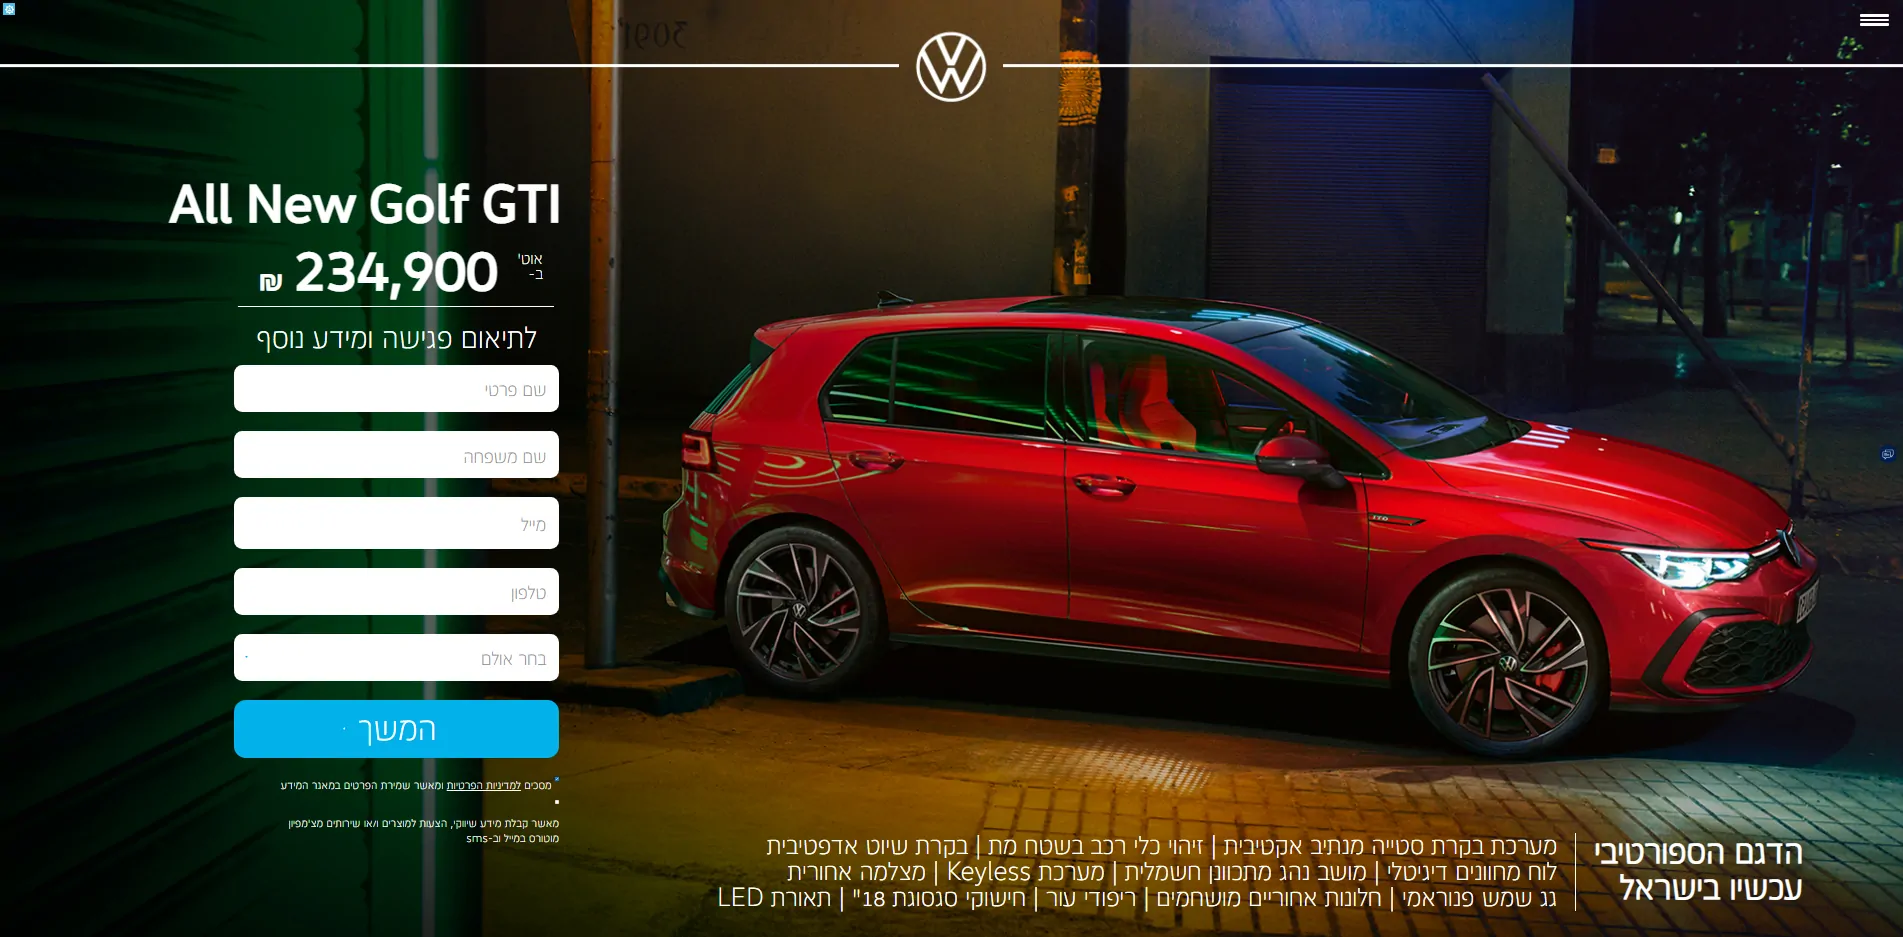 All New Golf GTI
אוט'
ב-
234,900 ₪
לתיאום פגישה ומידע נוסף
שם פרטי
שם משפחה
מייל
טלפון
בחר אולם
המשך
מסכים למדיניות הפרטיות ומאשר שמירת הפרטים במאגר המידע
מאשר קבלת מידע שיווקי, הצעות למוצרים ו/או שירותים מצ'מפיון
מוטורס במייל וב-sms
הדגם הספורטיבי
עכשיו בישראל
מערכת בקרת סטייה מנתיב אקטיבית | זיהוי כלי רכב בשטח מת | בקרת שיוט אדפטיבית
לוח מחוונים דיגיטלי | מושב נהג מתכוונן חשמלית | מערכת Keyless | מצלמה אחורית
גג שמש פנוראמי | חלונות אחוריים מושחמים | ריפודי עור | חישוקי סגסוגת 18" | תאורת LED